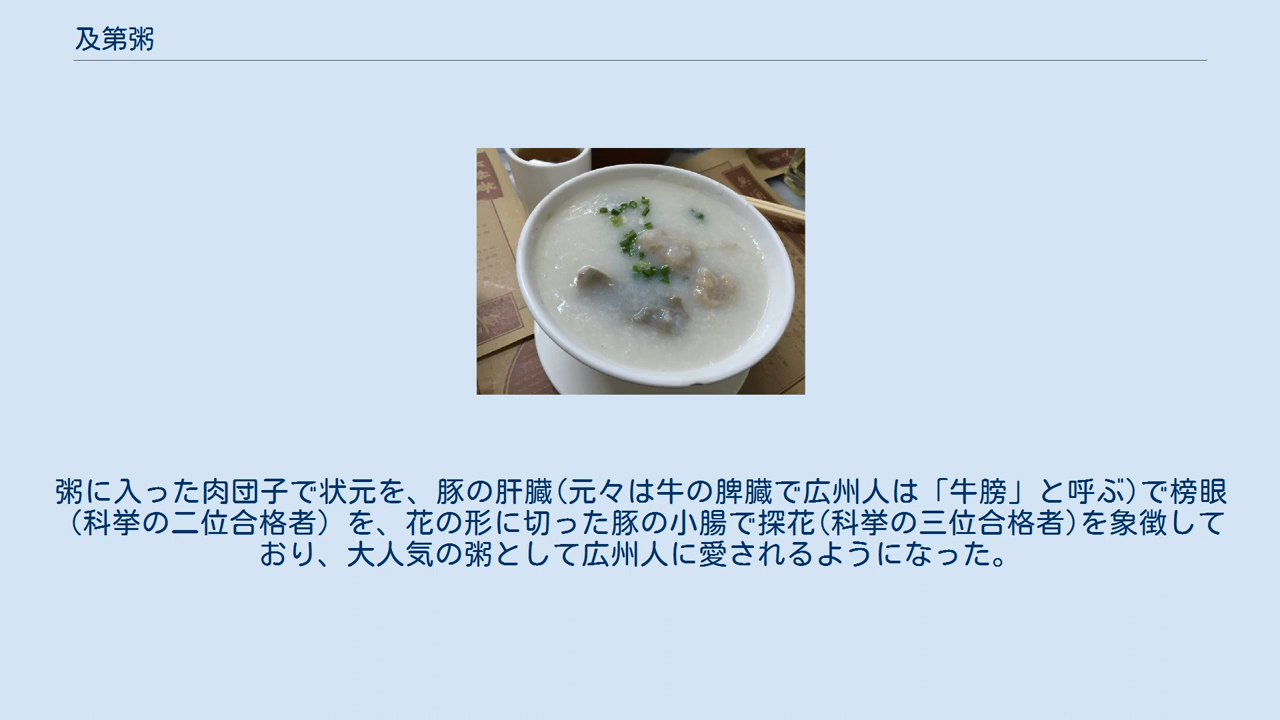 及第粥
粥に入った肉団子で状元を、豚の肝臓(元々は牛の脾臓で広州人は「牛膀」と呼ぶ)で榜眼
(科挙の二位合格者）を、花の形に切った豚の小腸で探花(科挙の三位合格者)を象徴して
おり、大人気の粥として広州人に愛されるようになった。